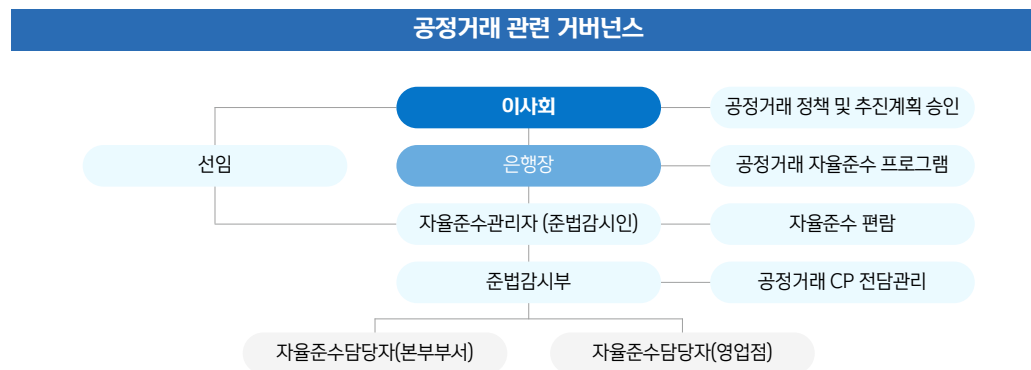 공정거래 관련 거버넌스
이사회
공정거래 정책 및 추진계획 승인
선임
은행장
공정거래 자율준수 프로그램
자율준수관리자 (준법감시인)
자율준수 편람
준법감시부
공정거래 CP 전담관리
자율준수담당자(본부부서)
자율준수담당자(영업점)